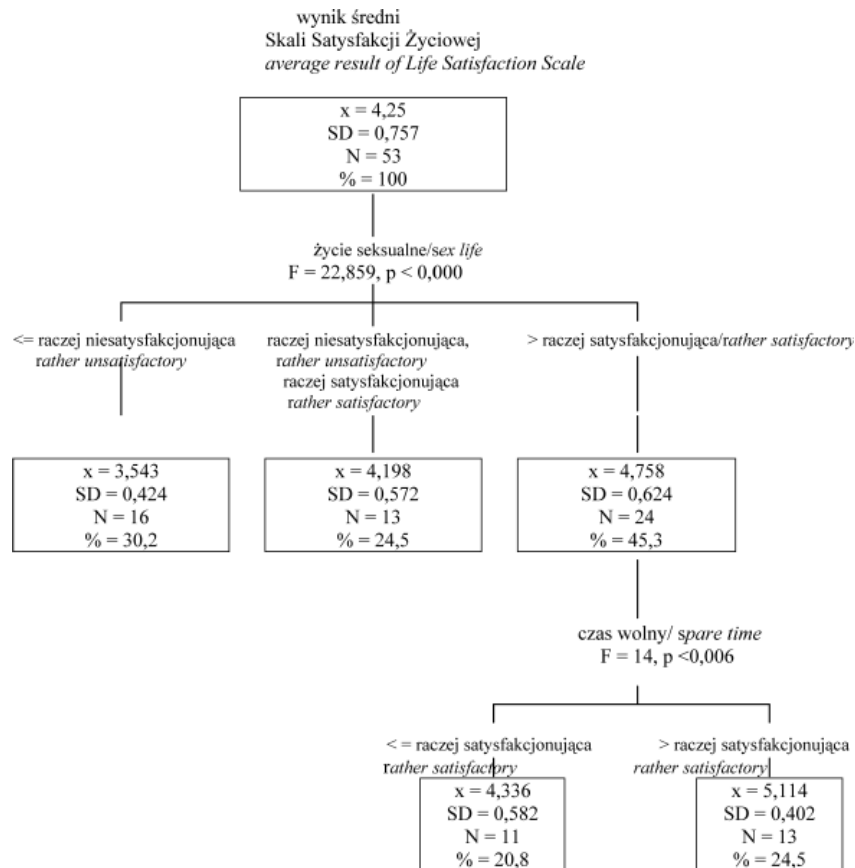 wynik średni
Skali Satysfakcji Życiowej
average result of Life Satisfaction Scale
x = 4,25
SD = 0,757
N = 53
% = 100
życie seksualne/sex life
F = 22,859, p < 0,000
<= raczej niesatysfakcjonująca
rather unsatisfactory
raczej niesatysfakcjonująca,
rather unsatisfactory
raczej satysfakcjonująca
rather satisfactory
> raczej satysfakcjonująca/rather satisfactory
x = 3,543
SD = 0,424
N = 16
% = 30,2
x = 4,198
SD = 0,572
N = 13
% = 24,5
x = 4,758
SD = 0,624
N = 24
% = 45,3
czas wolny/ spare time
F = 14, p <0,006
< = raczej satysfakcjonująca
rather satisfactory
> raczej satysfakcjonująca
rather satisfactory
x = 4,336
SD = 0,582
N = 11
% = 20,8
x = 5,114
SD = 0,402
N = 13
% = 24,5